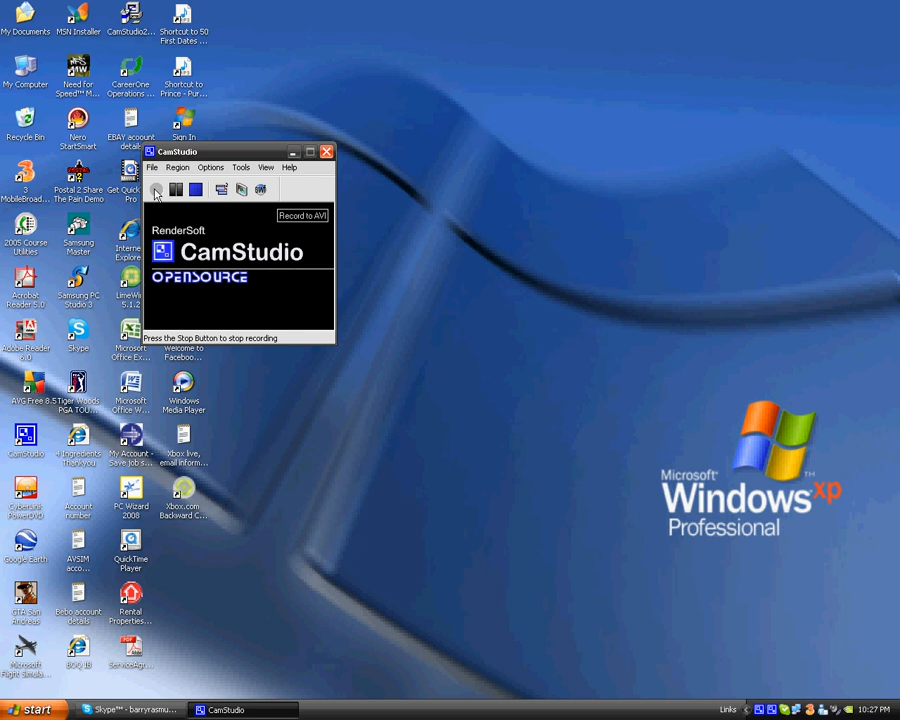 My Documents
MSN Installer
CamStudio2...
Shortcut to 50
First Dates ...
My Computer
Need for
Speed™ M...
CareerOne
Operations ...
Shortcut to
Prince - Pur...
Recycle Bin
Nero
StartSmart
EBAY account
details
Sign In
3
MobileBroad...
Postal 2 Share
The Pain Demo
Get Quick
Pro
2005 Course
Utilities
Samsung
Master
Interne
Explore
Acrobat
Reader 5.0
Samsung PC
Studio 3
LimeWi
5.1.2
Adobe Reader
6.0
Skype
Microsoft
Office Ex...
Welcome to
Faceboo...
AVG Free 8.5
Tiger Woods
PGA TOU...
Microsoft
Office W...
Windows
Media Player
CamStudio
4 Ingredients
Thankyou
My Account -
Save job s...
Xbox live,
email inform...
CyberLink
PowerDVD
Account
number
PC Wizard
2008
Xbox.com
Backward C...
Google Earth
AVSIM
acco...
QuickTime
Player
GTA San
Andreas
Bebo account
details
Rental
Properties...
Microsoft
Flight Simula...
BOQ IB
ServiceAgr...
CamStudio
File Region Options Tools View Help
Record to AVI
RenderSoft
CamStudio
OPENSOURCE
Press the Stop Button to stop recording
Microsoft®
Windows xp
TM
Professional
start
Skype™ - barryrasmu...
CamStudio
Links
10:27 PM